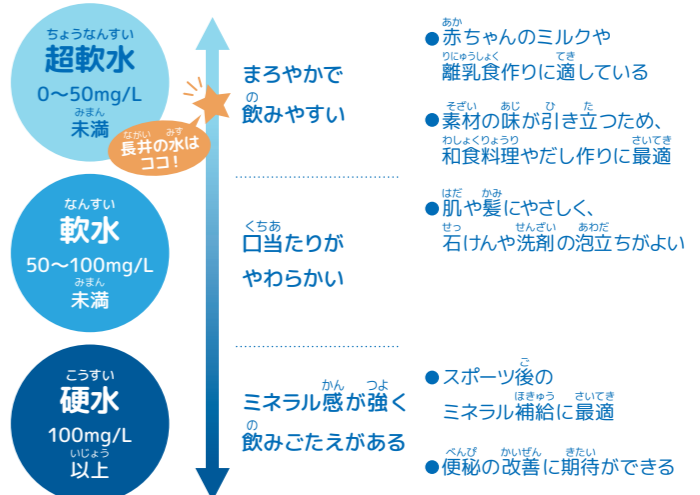 ちょうなんすい
超軟水
0〜50mg/L
みまん
未満
ながい みず
長井の水は
ココ！
まろやかで
の
飲みやすい
あか
●赤ちゃんのミルクや
りにゅうしょく てき
離乳食作りに適している
そざい あじ ひ た
●素材の味が引き立つため、
わしょくりょうり さいてき
和食料理やだし作りに最適
なんすい
軟水
50〜100mg/L
みまん
未満
くちあ
口当たりが
やわらかい
はだ かみ
●肌や髪にやさしく、
せっ せんざい あわだ
石けんや洗剤の泡立ちがよい
こうすい
硬水
100mg/L
いじょう
以上
かん つよ
ミネラル感が強く
の
飲みごたえがある
ご
●スポーツ後の
ほきゅう さいてき
ミネラル補給に最適
べんぴ かいぜん きたい
●便秘の改善に期待ができる